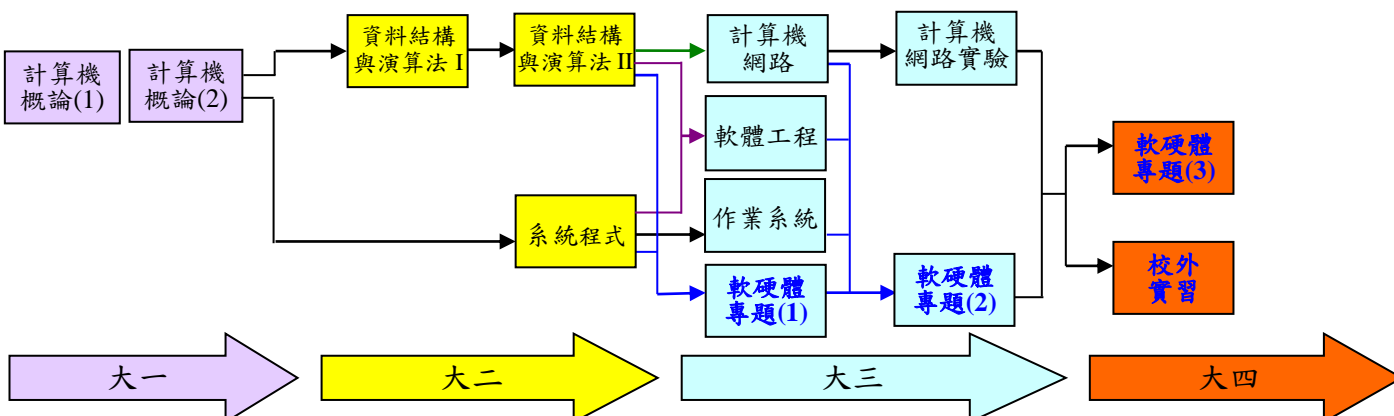 計算機
概論(1)
計算機
概論(2)
資料結構
與演算法 I
資料結構
與演算法 II
計算機
網路
計算機
網路實驗
軟體工程
系統程式
作業系統
軟硬體
專題(1)
軟硬體
專題(2)
軟硬體
專題(3)
校外
實習
大一
大二
大三
大四